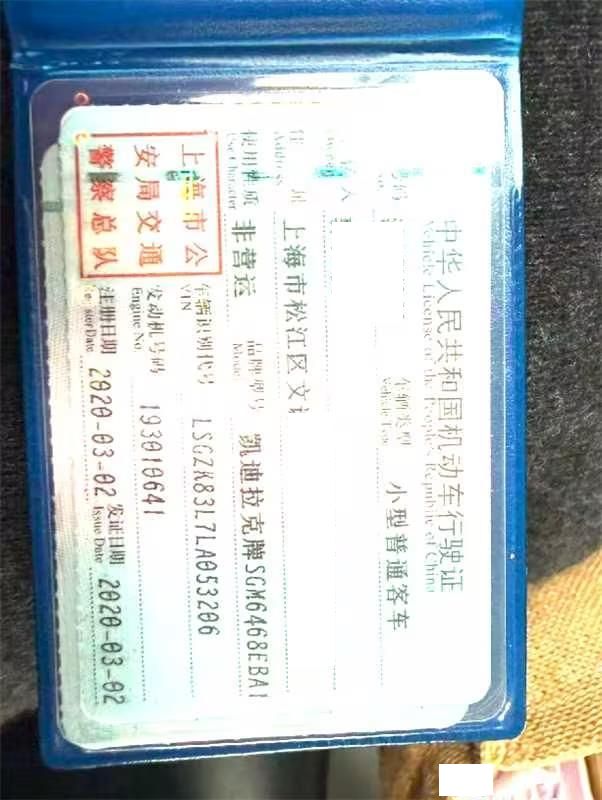 中华人民共和国机动车行驶证
Vehicle License of the People's Republic of China
车辆类型 小型普通客车
Vehicle Type
住 址 上海市松江区文
Address
使用性质 非营运 品牌型号 凯迪拉克牌SGM6468EBA1
Use Character Model
上海市公
安局交通
警察总队
车辆识别代号 LSGZK83L7LA053206
VIN
发动机号码 193010641
Engine No.
注册日期 2020-03-02 发证日期 2020-03-02
Register Date Issue Date